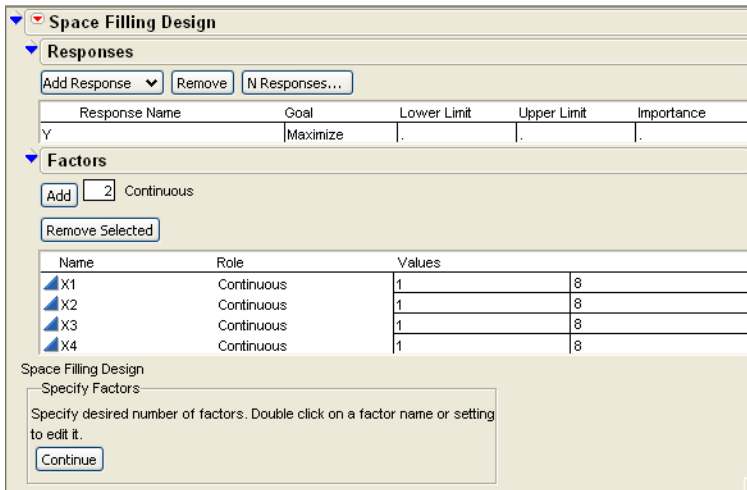 Space Filling Design
Responses
Add Response Remove N Responses...
Response Name Goal Lower Limit Upper Limit Importance
Y Maximize . . .
Factors
Add 2 Continuous
Remove Selected
Name Role Values
X1 Continuous 1 8
X2 Continuous 1 8
X3 Continuous 1 8
X4 Continuous 1 8
Space Filling Design
Specify Factors
Specify desired number of factors. Double click on a factor name or setting
to edit it.
Continue